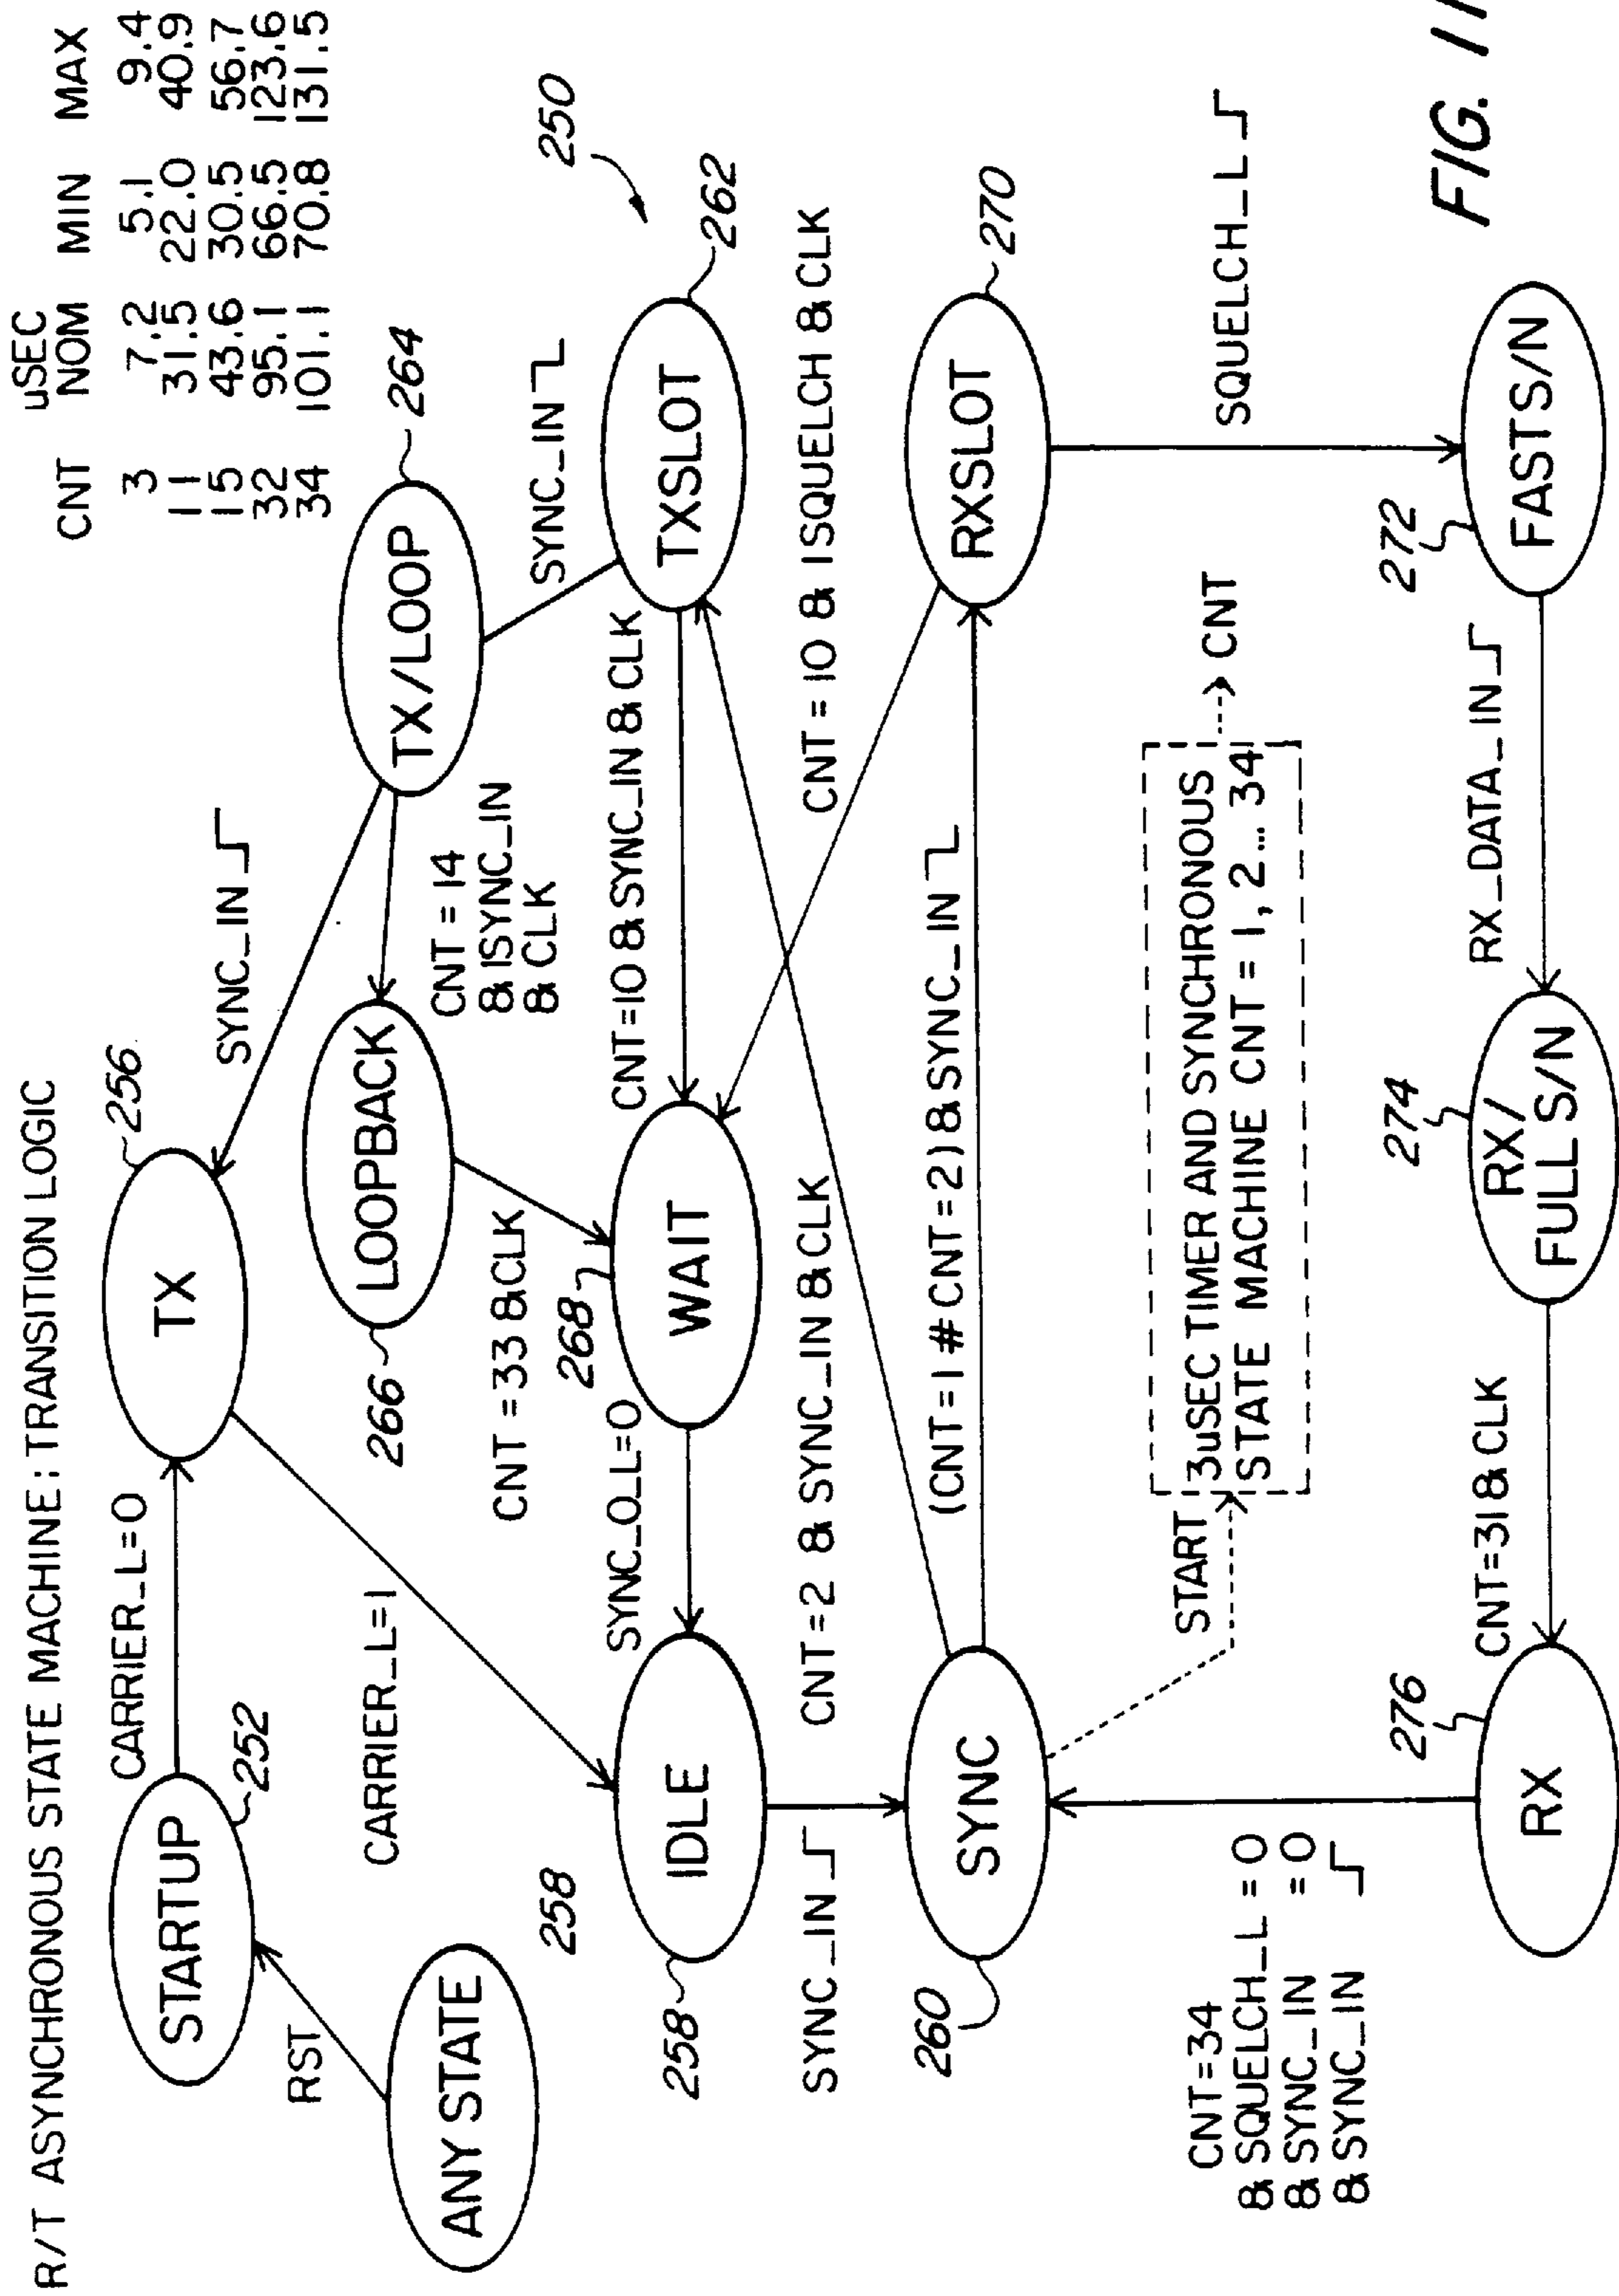 R/T ASYNCHRONOUS STATE MACHINE: TRANSITION LOGIC
uSEC
CNT NOM MIN MAX
3 7.2 5.1 9.4
11 31.5 22.0 40.9
15 43.6 30.5 56.7
32 95.1 66.5 123.6
34 101.1 70.8 131.5
STARTUP
252
CARRIER_L=0
TX
256
SYNC_IN
TX/LOOP
264
RST
ANY STATE
CARRIER_L=1
LOOPBACK
266
CNT = 14
& ISYNC_IN
& CLK
SYNC_IN
250
CNT = 33 & CLK
258
IDLE
258
SYNC_O_L=0
WAIT
268
CNT=10 & SYNC_IN & CLK
TXSLOT
262
SYNC_IN
CNT=2 & SYNC_IN & CLK
CNT = 10 & ISQUELCH & CLK
SYNC
260
(CNT=1 # CNT=2) & SYNC_IN
RXSLOT
270
START
3uSEC TIMER AND SYNCHRONOUS
STATE MACHINE CNT = 1, 2... 34
CNT
SQUELCH_L
CNT=34
& SQUELCH_L = 0
& SYNC_IN = 0
& SYNC_IN
RX
276
CNT=31 & CLK
RX/
FULL S/N
274
RX_DATA_IN
FASTS/N
272
FIG. 11